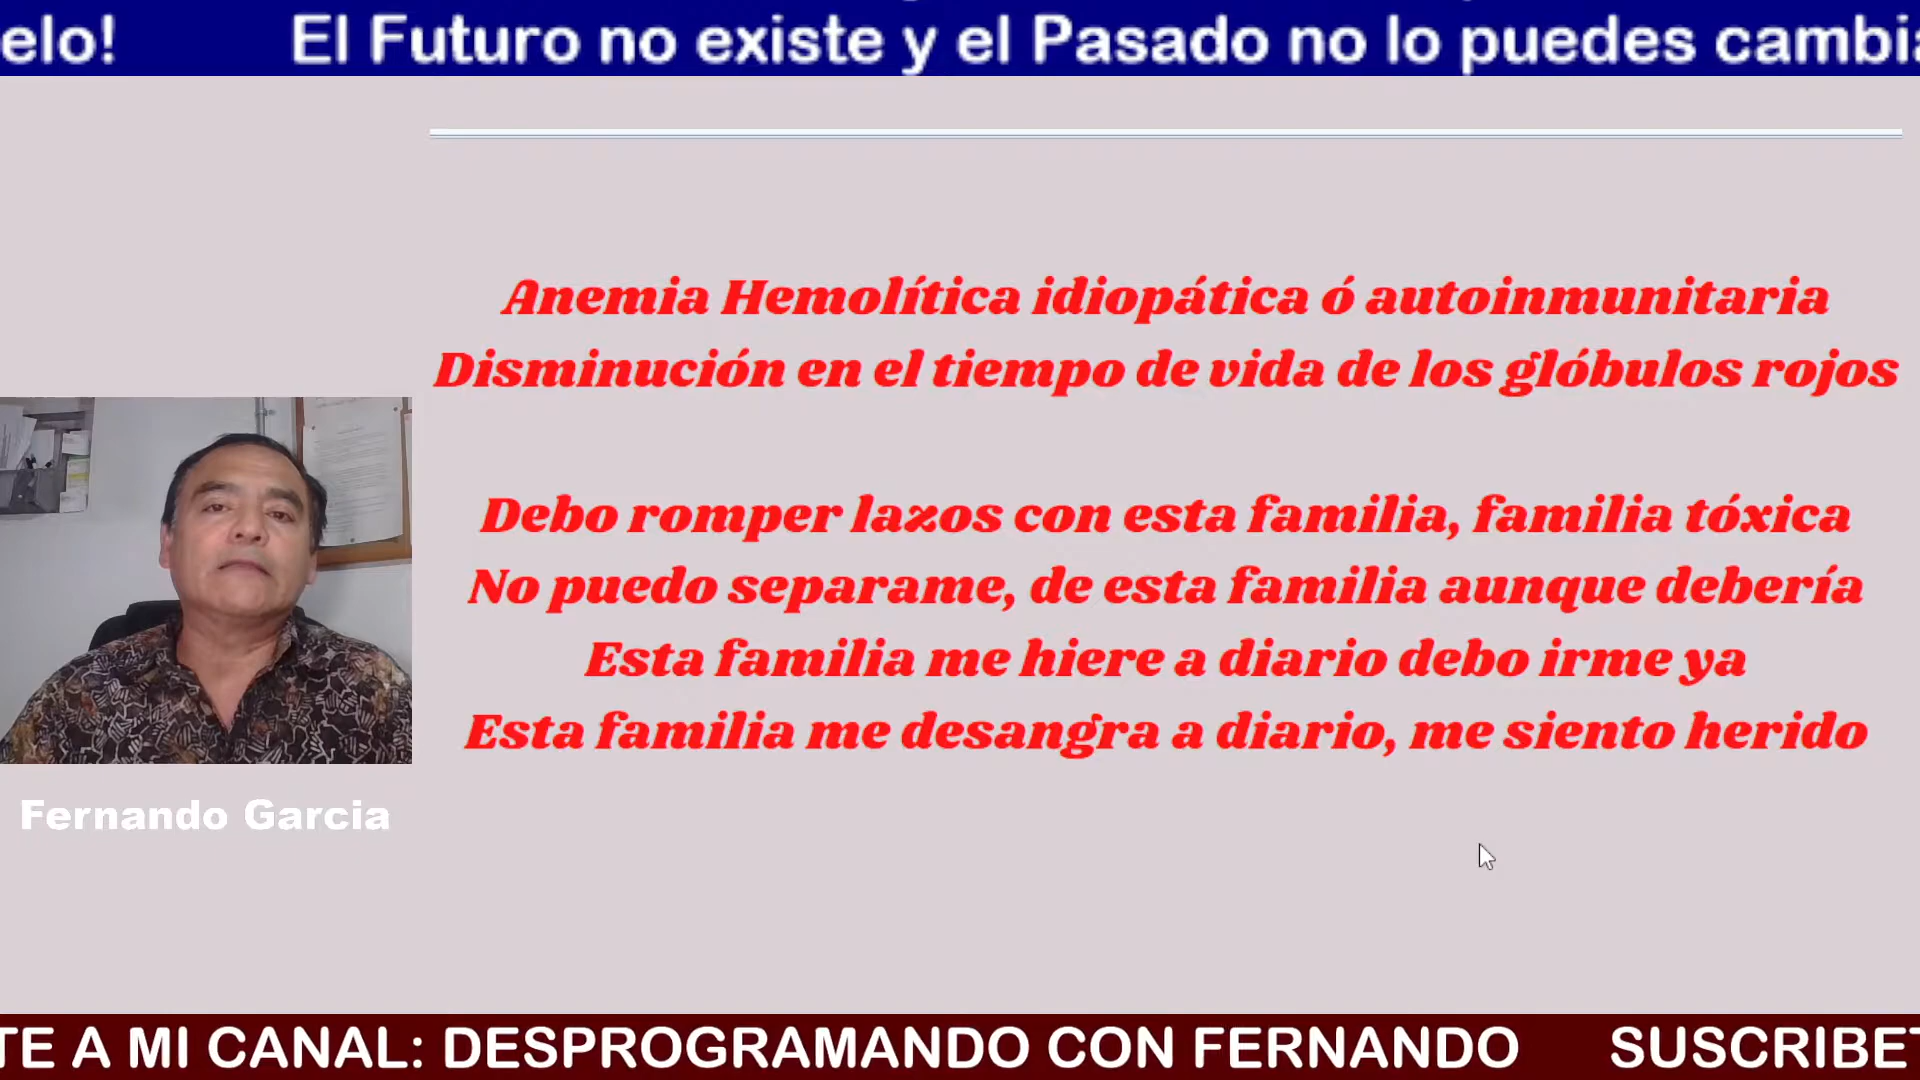 elo! El Futuro no existe y el Pasado no lo puedes cambia
Anemia Hemolítica idiopática ó autoinmunitaria
Disminución en el tiempo de vida de los glóbulos rojos
Debo romper lazos con esta familia, familia tóxica
No puedo separame, de esta familia aunque debería
Esta familia me hiere a diario debo irme ya
Esta familia me desangra a diario, me siento herido
Fernando Garcia
TE A MI CANAL: DESPROGRAMANDO CON FERNANDO SUSCRIBET